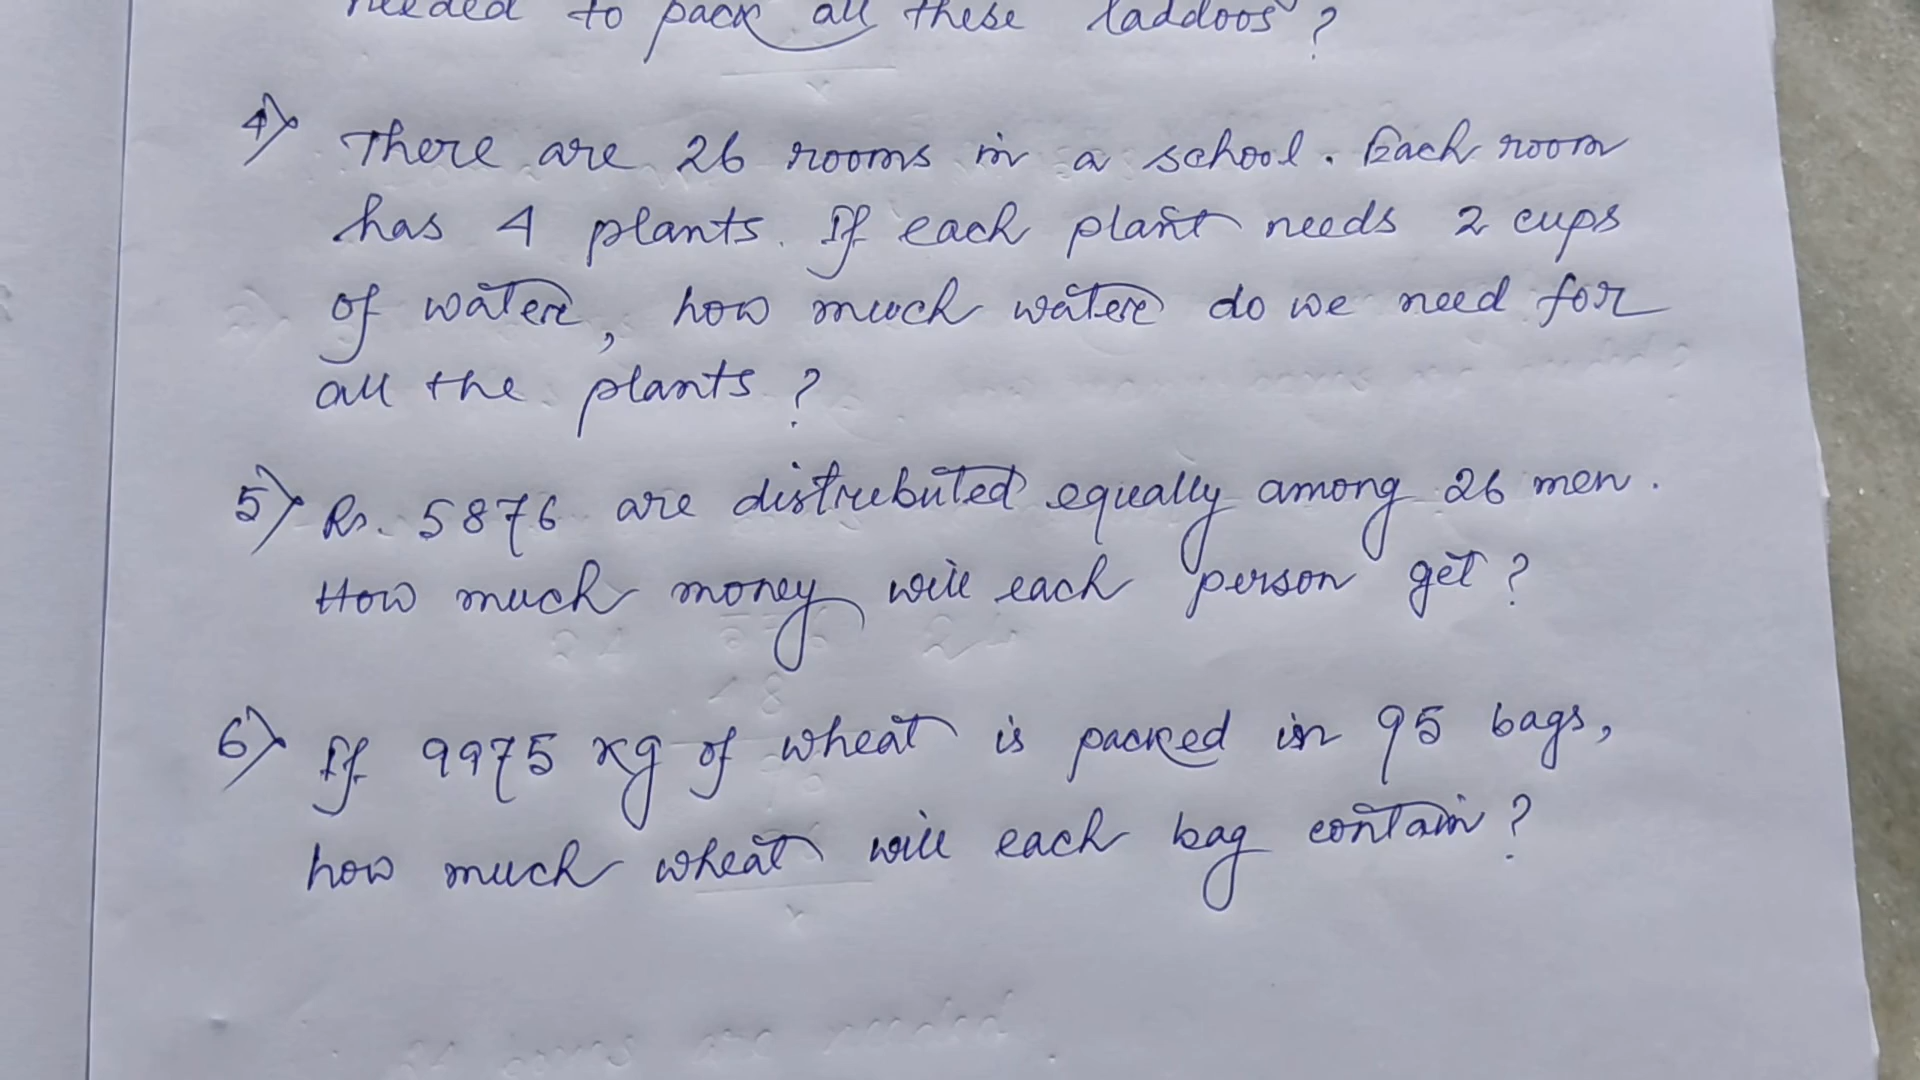 needed to pack all these laddoos?
4) There are 26 rooms in a school. Each room
has 4 plants. If each plant needs 2 cups
of water, how much water do we need for
all the plants?
5) Rs. 5876 are distributed equally among 26 men.
How much money will each person get?
6) If 9975 kg of wheat is packed in 95 bags,
how much wheat will each bag contain?